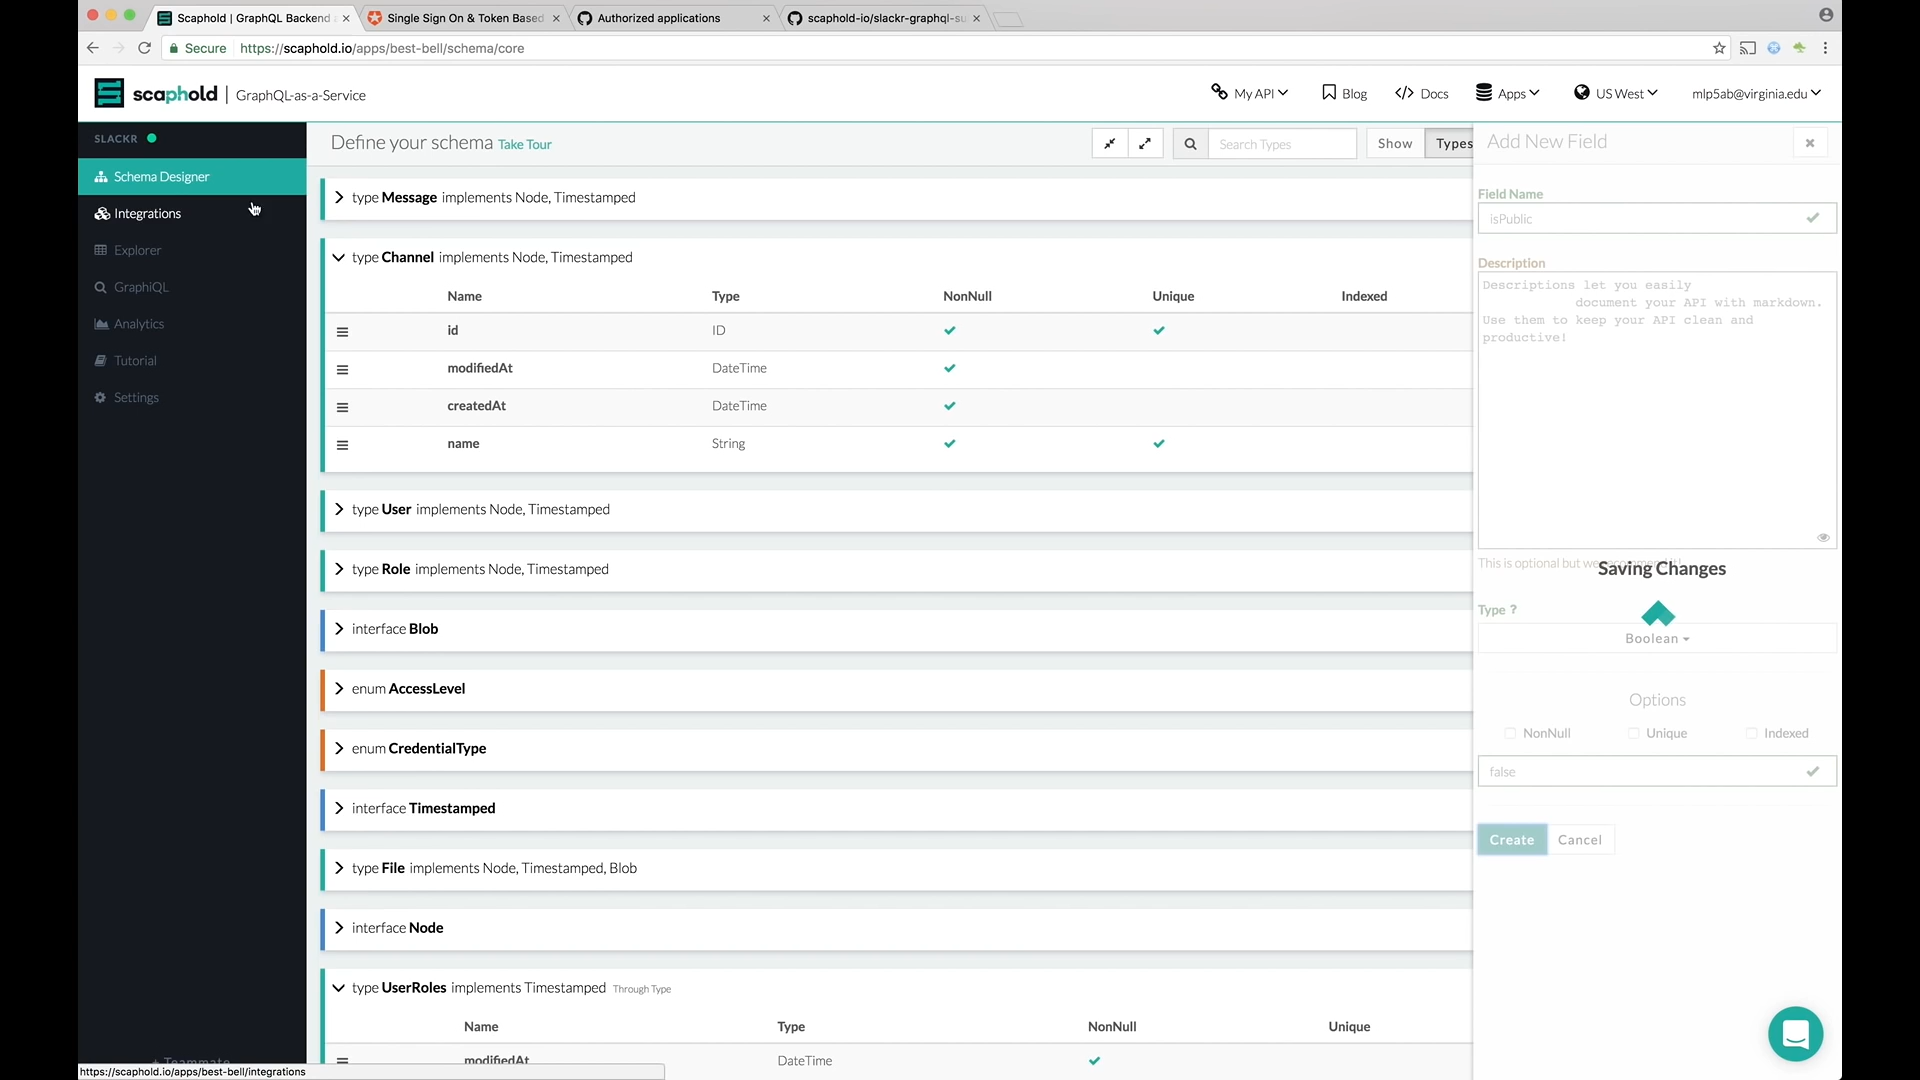 Scaphold | GraphQL Backend
Single Sign On & Token Based
Authorized applications
scaphold-io/slackr-graphql-su
Secure
https://scaphold.io/apps/best-bell/schema/core
scaphold | GraphQL-as-a-Service
My API
Blog
</> Docs
Apps
US West
mlp5ab@virginia.edu
SLACKR
Schema Designer
Integrations
Explorer
GraphiQL
Analytics
Tutorial
Settings
+ Teammate
Define your schema Take Tour
Search Types
Show
Types
type Message implements Node, Timestamped
type Channel implements Node, Timestamped
Name Type NonNull Unique Indexed
id ID
modifiedAt DateTime
createdAt DateTime
name String
type User implements Node, Timestamped
type Role implements Node, Timestamped
interface Blob
enum AccessLevel
enum CredentialType
interface Timestamped
type File implements Node, Timestamped, Blob
interface Node
type UserRoles implements Timestamped Through Type
Name Type NonNull Unique
modifiedAt DateTime
Add New Field
Field Name
isPublic
Description
Descriptions let you easily
document your API with markdown.
Use them to keep your API clean and
productive!
This is optional but we
Saving Changes
Type ?
Boolean
Options
NonNull Unique Indexed
false
Create Cancel
https://scaphold.io/apps/best-bell/integrations